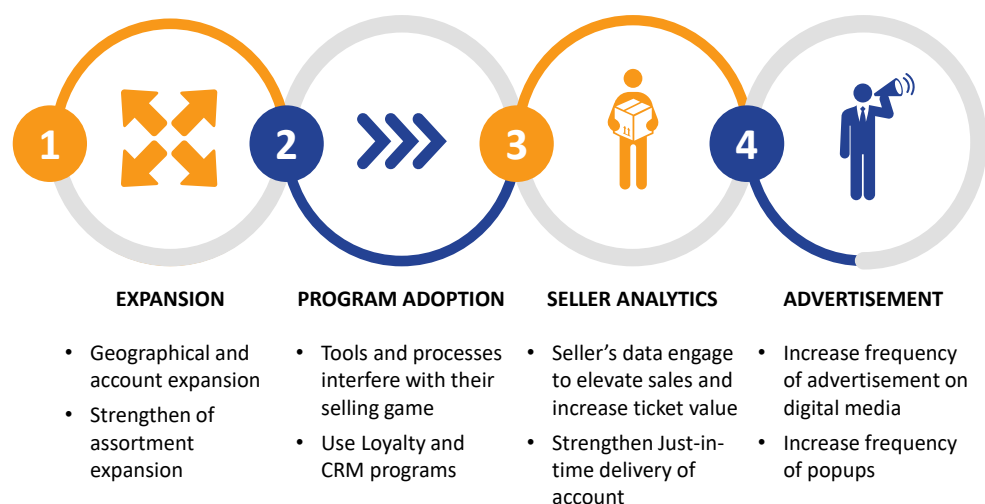 1
2
3
4
EXPANSION
• Geographical and
account expansion
• Strengthen of
assortment
expansion
PROGRAM ADOPTION
• Tools and processes
interfere with their
selling game
• Use Loyalty and
CRM programs
SELLER ANALYTICS
• Seller’s data engage
to elevate sales and
increase ticket value
• Strengthen Just-in-
time delivery of
account
ADVERTISEMENT
• Increase frequency
of advertisement on
digital media
• Increase frequency
of popups